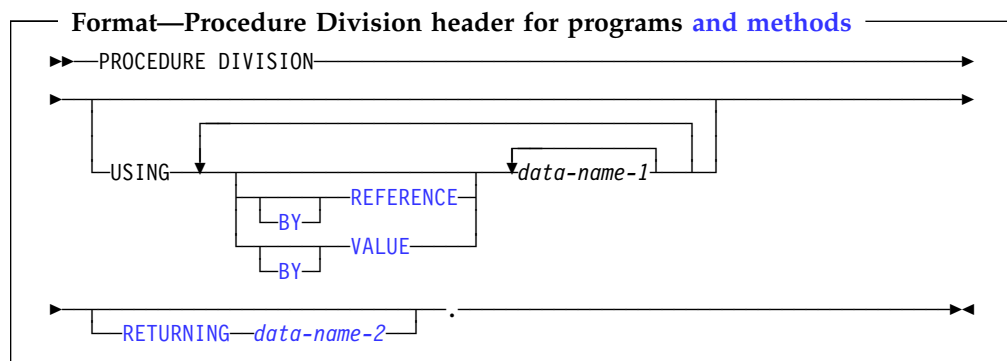 Format—Procedure Division header for programs and methods
PROCEDURE DIVISION
USING
data-name-1
REFERENCE
BY
VALUE
BY
.
RETURNING data-name-2